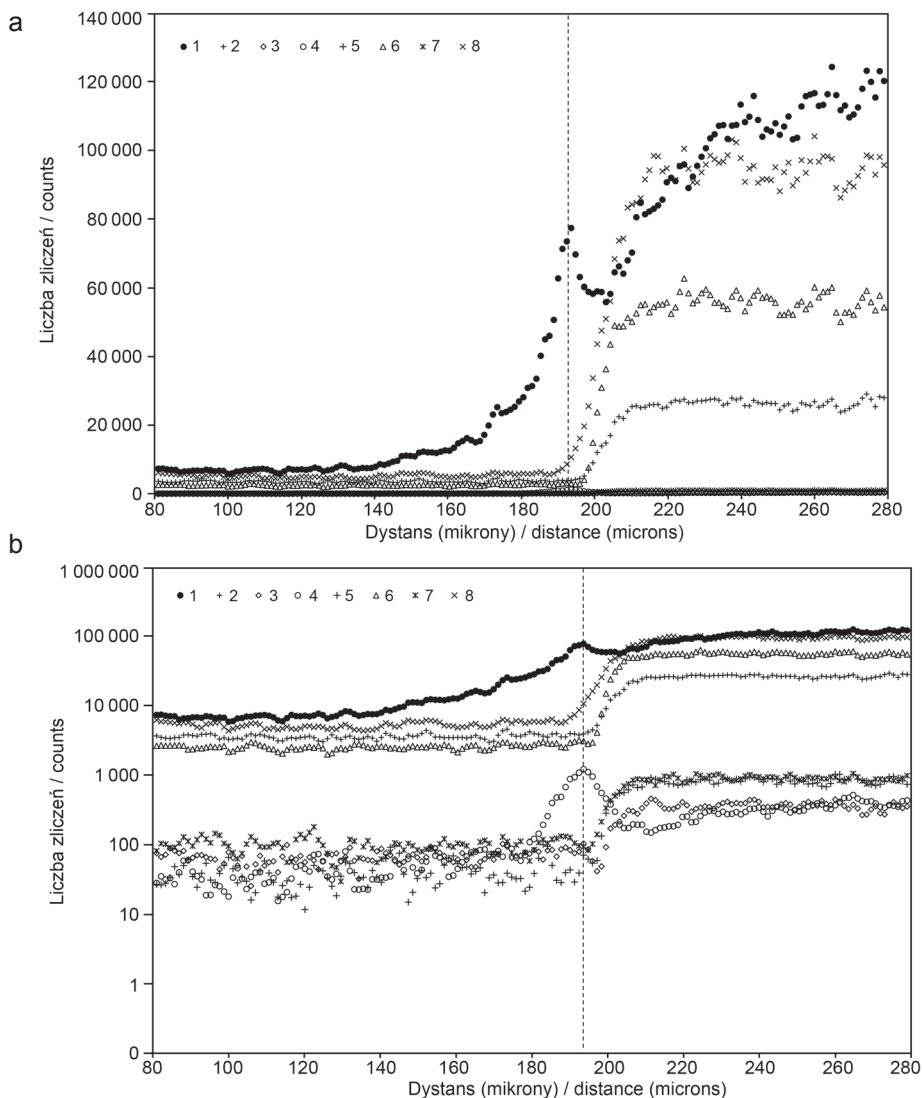 a
140 000
120 000
100 000
80 000
60 000
40 000
20 000
0
1 2 3 4 5 6 7 8
Liczba zliczeń / counts
80 100 120 140 160 180 200 220 240 260 280
Dystans (mikrony) / distance (microns)
b
1 000 000
100 000
10 000
1 000
100
10
1
0
1 2 3 4 5 6 7 8
Liczba zliczeń / counts
80 100 120 140 160 180 200 220 240 260 280
Dystans (mikrony) / distance (microns)